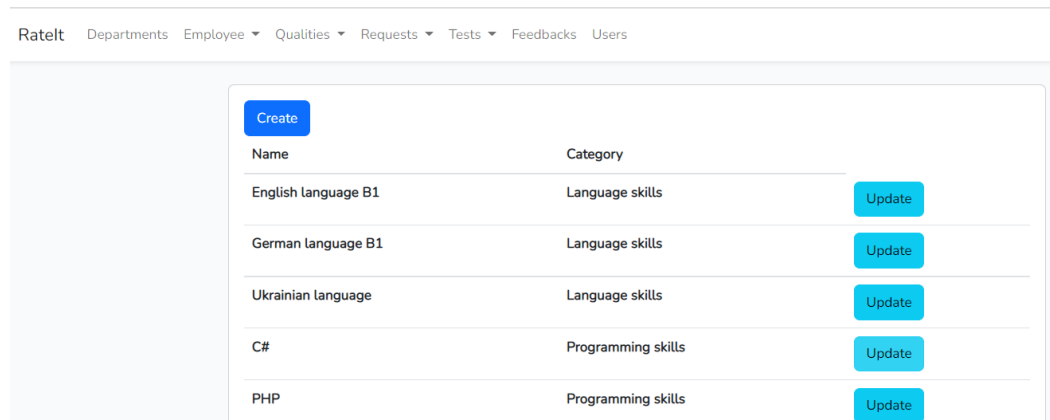 RateIt Departments Employee Qualities Requests Tests Feedbacks Users
Create
Name Category
English language B1 Language skills Update
German language B1 Language skills Update
Ukrainian language Language skills Update
C# Programming skills Update
PHP Programming skills Update